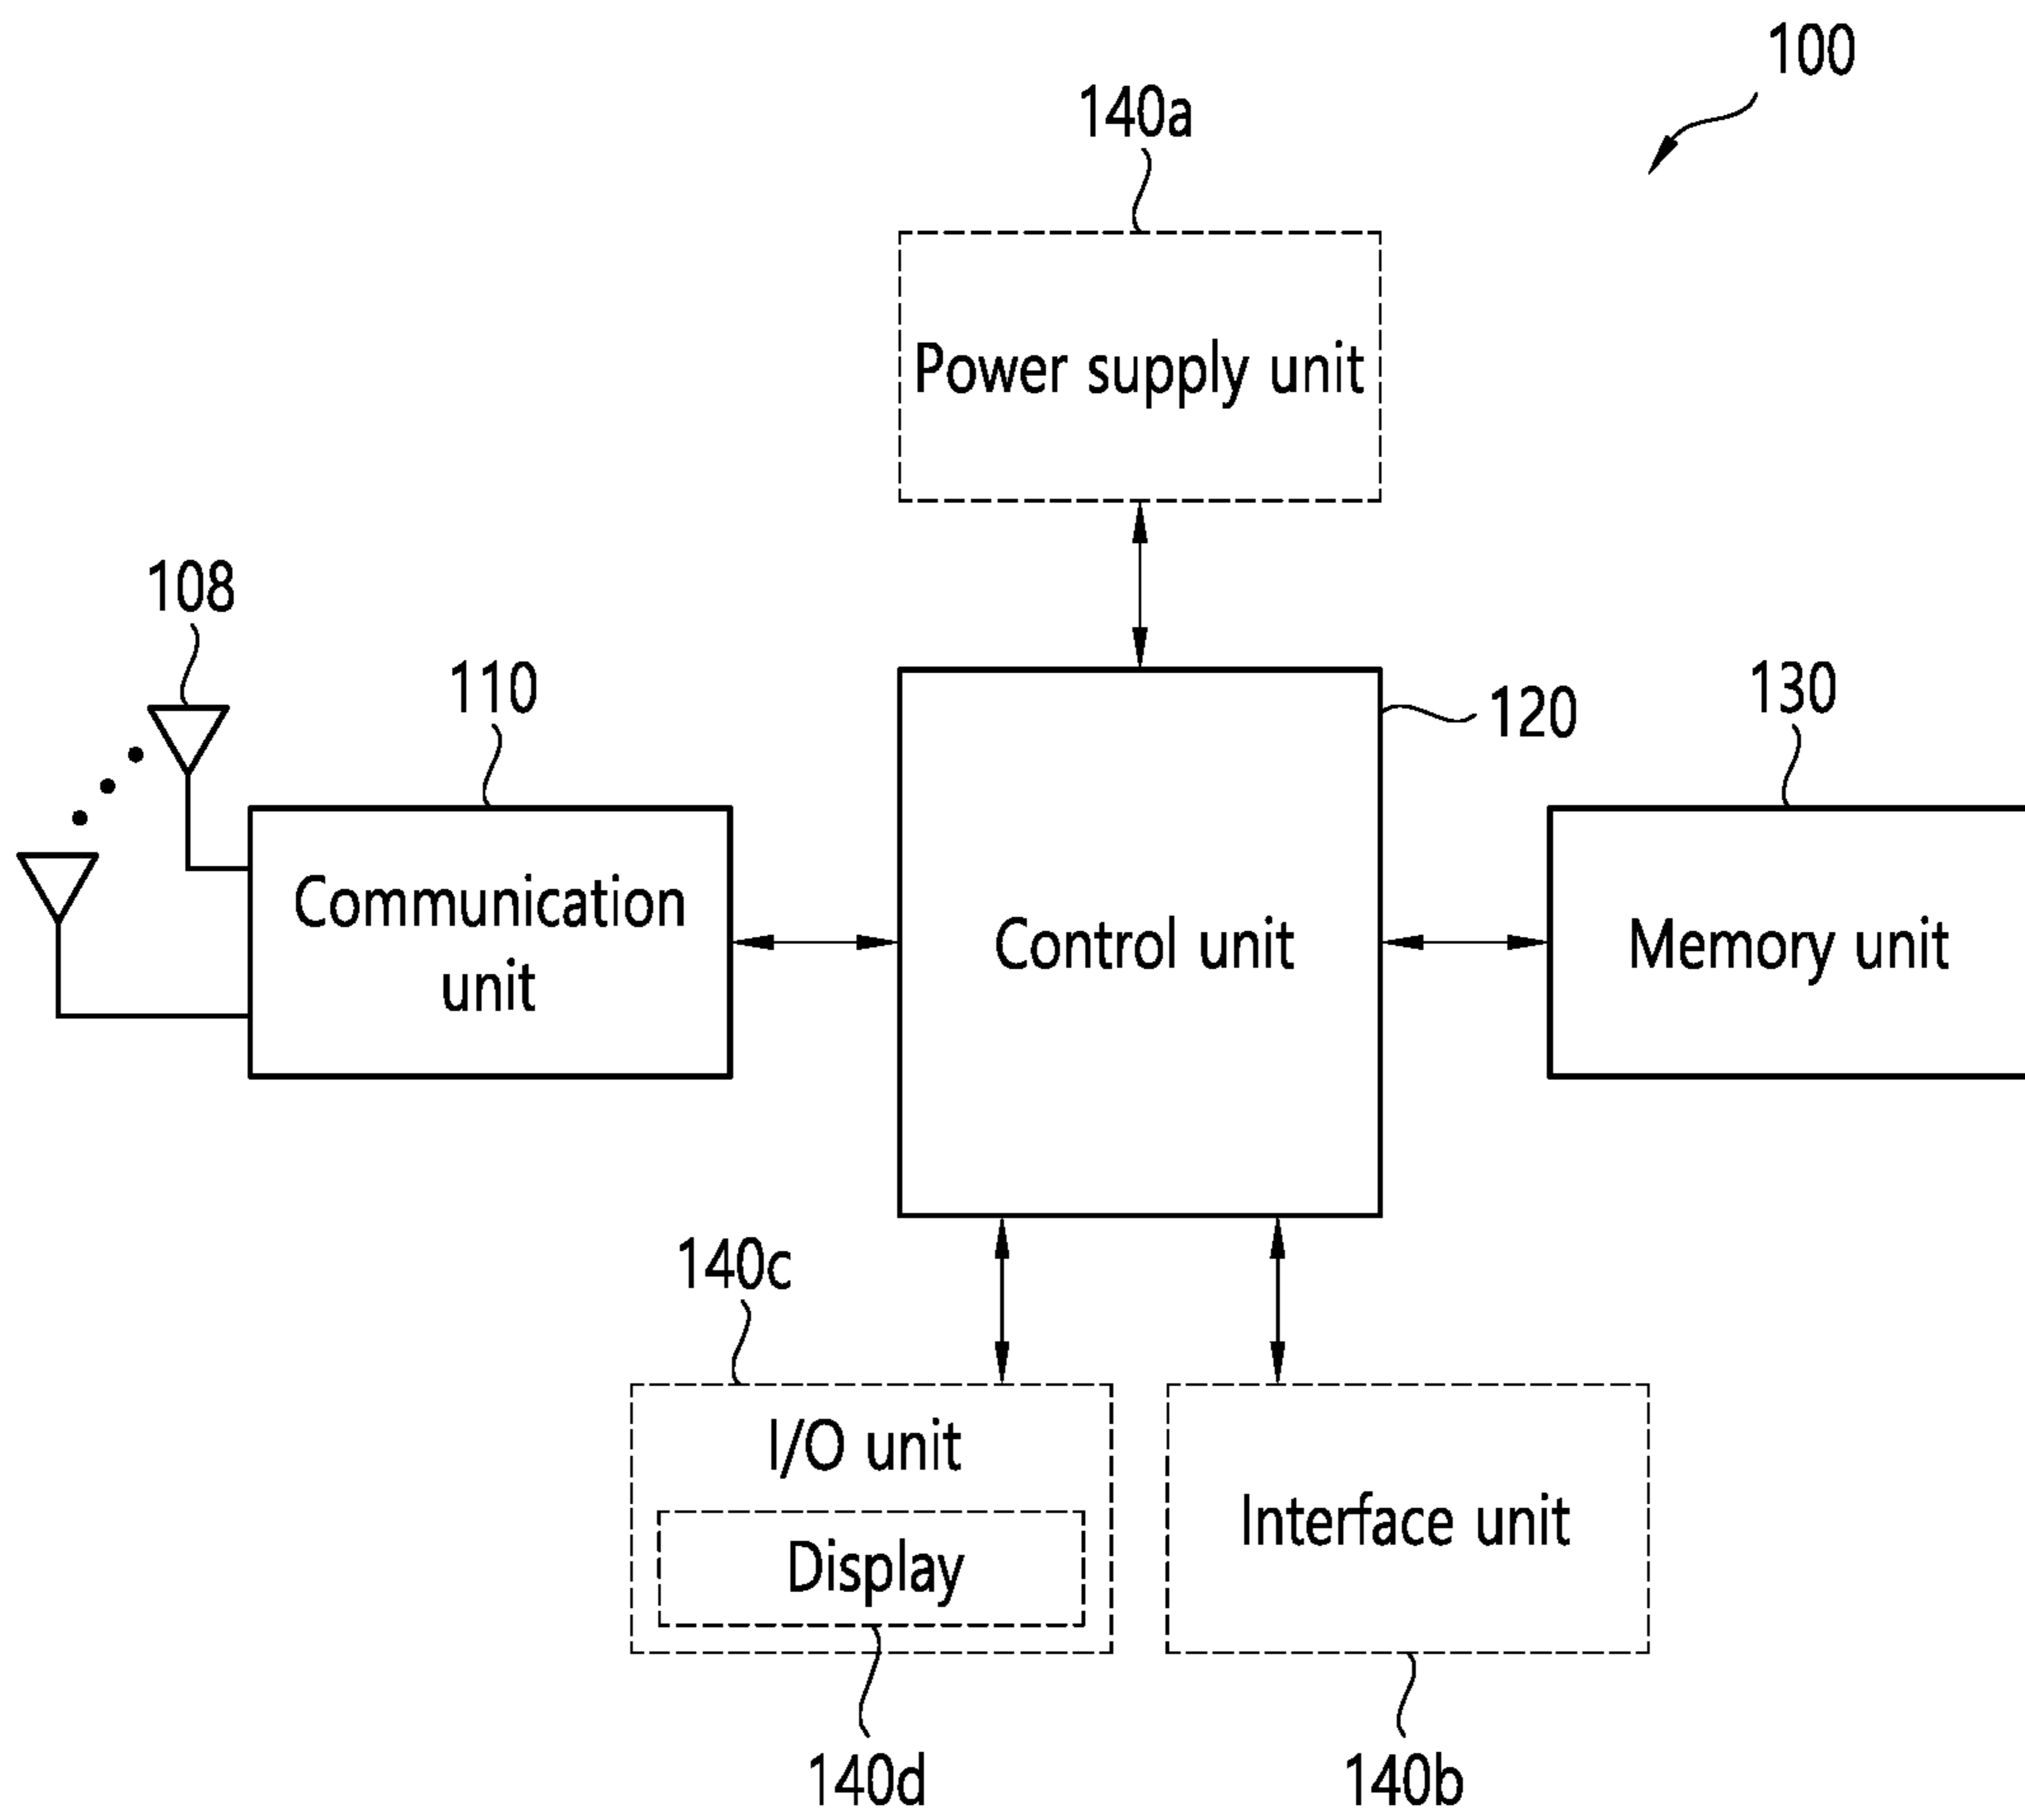 100
140a
Power supply unit
108
110
120
130
Communication
unit
Control unit
Memory unit
140c
I/O unit
Display
Interface unit
140d
140b